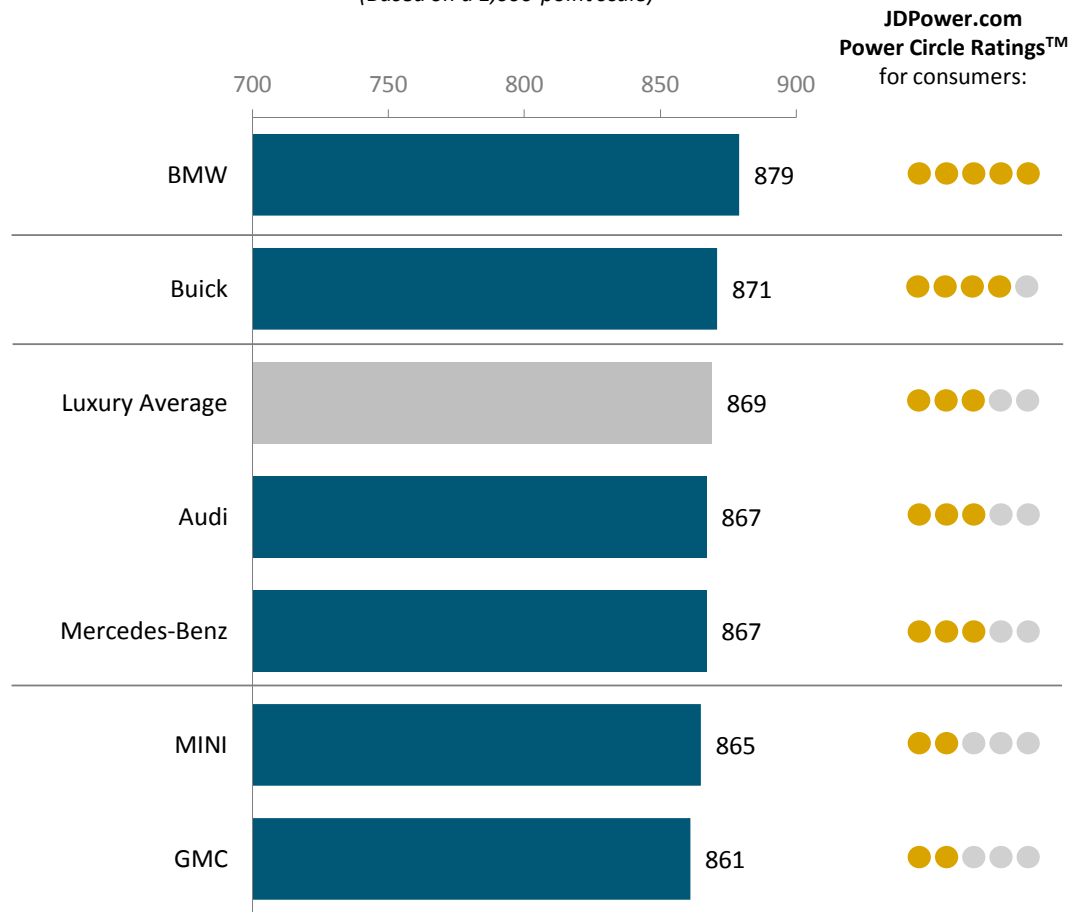 JDPower.com
Power Circle Ratings™
for consumers:
700 750 800 850 900
BMW 879
Buick 871
Luxury Average 869
Audi 867
Mercedes-Benz 867
MINI 865
GMC 861